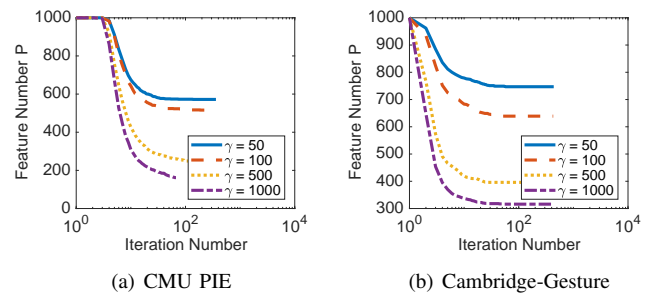 Feature Number P
1000
800
600
400
200
0
γ = 50
γ = 100
γ = 500
γ = 1000
10^0
10^2
10^4
Iteration Number
(a) CMU PIE
Feature Number P
1000
900
800
700
600
500
400
300
γ = 50
γ = 100
γ = 500
γ = 1000
10^0
10^2
10^4
Iteration Number
(b) Cambridge-Gesture